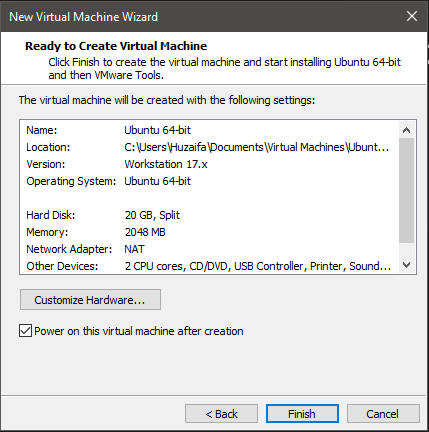 New Virtual Machine Wizard
Ready to Create Virtual Machine
Click Finish to create the virtual machine and start installing Ubuntu 64-bit
and then VMware Tools.
The virtual machine will be created with the following settings:
Name: Ubuntu 64-bit
Location: C:\Users\Huzaifa\Documents\Virtual Machines\Ubunt...
Version: Workstation 17.x
Operating System: Ubuntu 64-bit
Hard Disk: 20 GB, Split
Memory: 2048 MB
Network Adapter: NAT
Other Devices: 2 CPU cores, CD/DVD, USB Controller, Printer, Sound...
Customize Hardware...
Power on this virtual machine after creation
< Back Finish Cancel